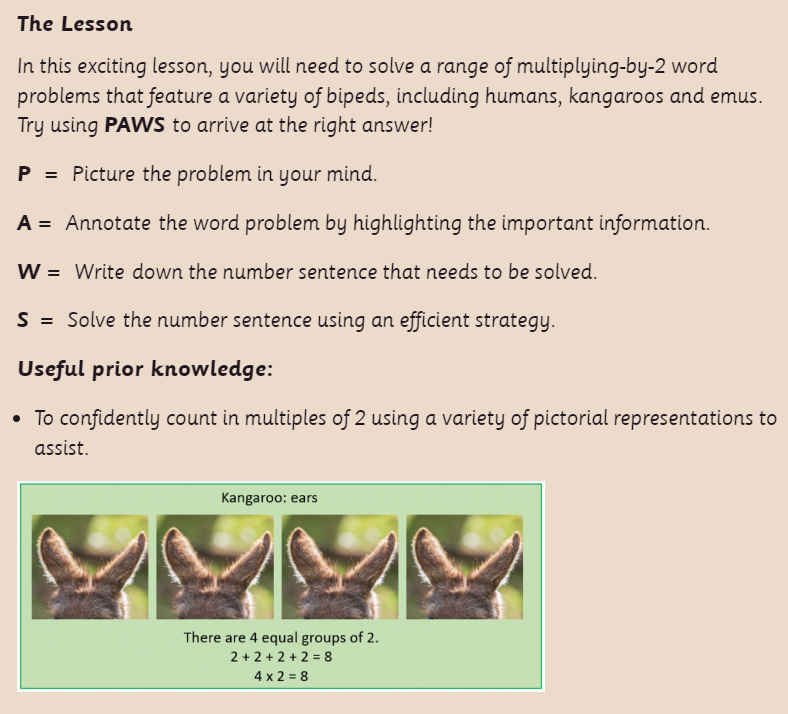 The Lesson
In this exciting lesson, you will need to solve a range of multiplying-by-2 word
problems that feature a variety of bipeds, including humans, kangaroos and emus.
Try using PAWS to arrive at the right answer!
P = Picture the problem in your mind.
A = Annotate the word problem by highlighting the important information.
W = Write down the number sentence that needs to be solved.
S = Solve the number sentence using an efficient strategy.
Useful prior knowledge:
• To confidently count in multiples of 2 using a variety of pictorial representations to
assist.
Kangaroo: ears
There are 4 equal groups of 2.
2 + 2 + 2 + 2 = 8
4 x 2 = 8